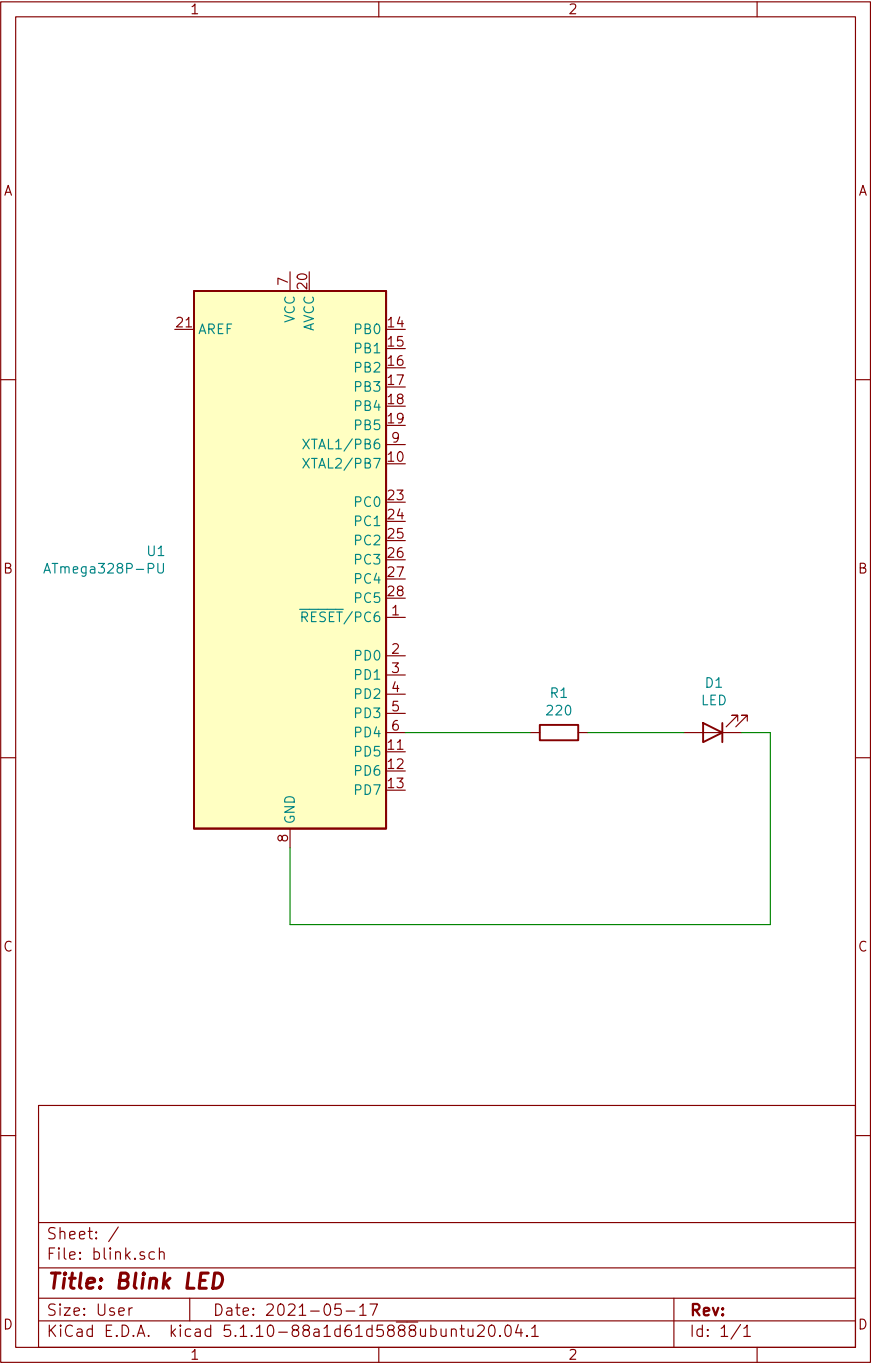 1 2
A A
7 20
VCC AVCC
21 AREF PB0 14
PB1 15
PB2 16
PB3 17
PB4 18
PB5 19
XTAL1/PB6 9
XTAL2/PB7 10
PC0 23
PC1 24
PC2 25
U1
PC3 26
B ATmega328P-PU B
PC4 27
PC5 28
RESET/PC6 1
PD0 2
PD1 3
PD2 4
PD3 5
PD4 6
R1
220
D1
LED
PD5 11
PD6 12
PD7 13
GND
8
C C
Sheet: /
File: blink.sch
Title: Blink LED
Size: User Date: 2021-05-17 Rev:
D D
KiCad E.D.A. kicad 5.1.10-88a1d61d5888ubuntu20.04.1 Id: 1/1
1 2